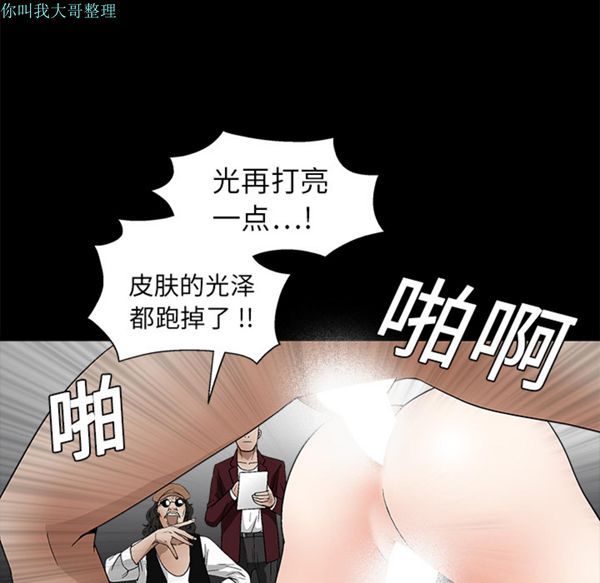 你叫我大哥整理
光再打亮
一点...!
皮肤的光泽
都跑掉了!!
啪啊
啪